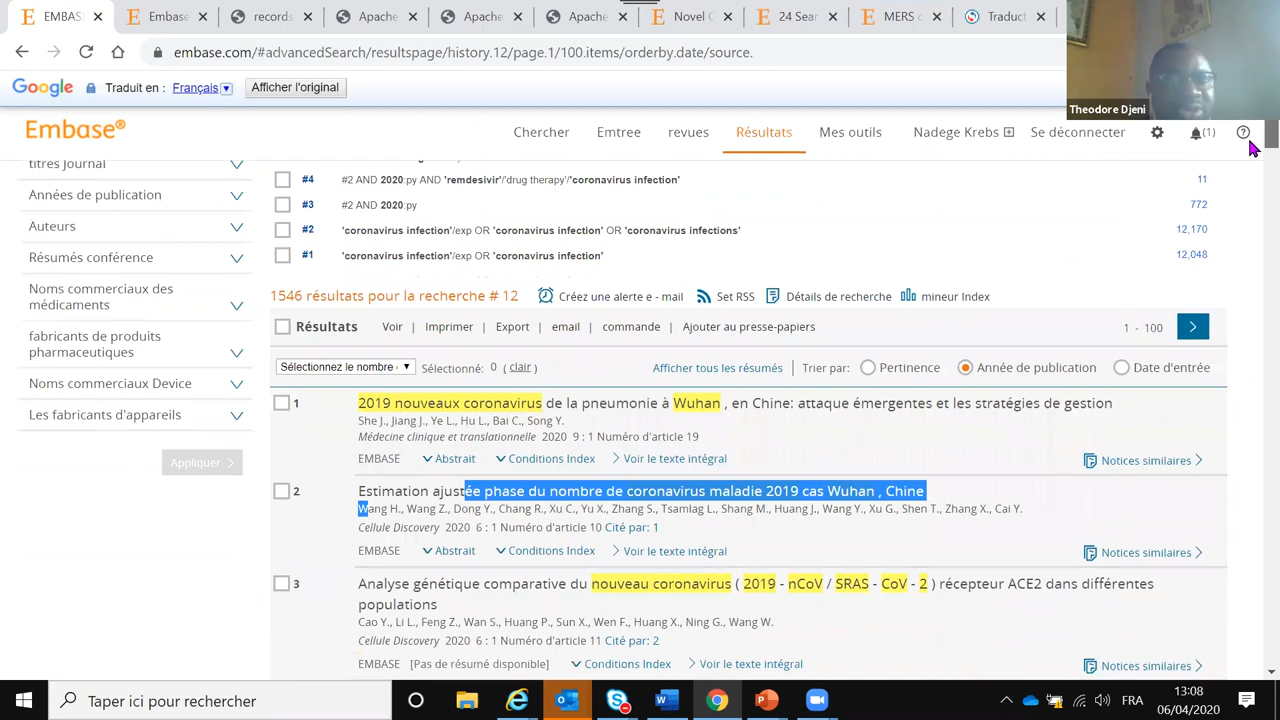 EMBAS
Embase
records
Apache
Apache
Apache
Novel C
24 Sear
MERS c
Traduct
embase.com/#advancedSearch/resultspage/history.12/page.1/100.items/orderby.date/source.
Google Traduit en : Français Afficher l'original
Theodore Djeni
Embase®
Chercher Emtree revues Résultats Mes outils Nadege Krebs Se déconnecter (1)
titres Journal
Années de publication
Auteurs
Résumés conférence
Noms commerciaux des
médicaments
fabricants de produits
pharmaceutiques
Noms commerciaux Device
Les fabricants d'appareils
Appliquer
#4 #2 AND 2020:py AND 'remdesivir'/'drug therapy'/'coronavirus infection' 11
#3 #2 AND 2020:py 772
#2 'coronavirus infection'/exp OR 'coronavirus infection' OR 'coronavirus infections' 12,170
#1 'coronavirus infection'/exp OR 'coronavirus infection' 12,048
1546 résultats pour la recherche # 12 Créez une alerte e - mail Set RSS Détails de recherche mineur Index
Résultats Voir Imprimer Export email commande Ajouter au presse-papiers 1 - 100
Sélectionnez le nombre Sélectionné: 0 ( clair ) Afficher tous les résumés Trier par: Pertinence Année de publication Date d'entrée
1 2019 nouveaux coronavirus de la pneumonie à Wuhan , en Chine: attaque émergentes et les stratégies de gestion
She J., Jiang J., Ye L., Hu L., Bai C., Song Y.
Médecine clinique et translationnelle 2020 9 : 1 Numéro d'article 19
EMBASE Abstrait Conditions Index Voir le texte intégral Notices similaires
2 Estimation ajustée phase du nombre de coronavirus maladie 2019 cas Wuhan , Chine
Wang H., Wang Z., Dong Y., Chang R., Xu C., Yu X., Zhang S., Tsamlag L., Shang M., Huang J., Wang Y., Xu G., Shen T., Zhang X., Cai Y.
Cellule Discovery 2020 6 : 1 Numéro d'article 10 Cité par: 1
EMBASE Abstrait Conditions Index Voir le texte intégral Notices similaires
3 Analyse génétique comparative du nouveau coronavirus ( 2019 - nCoV / SRAS - CoV - 2 ) récepteur ACE2 dans différentes
populations
Cao Y., Li L., Feng Z., Wan S., Huang P., Sun X., Wen F., Huang X., Ning G., Wang W.
Cellule Discovery 2020 6 : 1 Numéro d'article 11 Cité par: 2
EMBASE [Pas de résumé disponible] Conditions Index Voir le texte intégral Notices similaires
Taper ici pour rechercher
FRA
13:08
06/04/2020